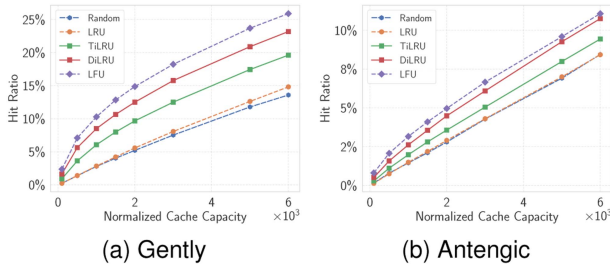 25%
20%
15%
10%
5%
0%
Hit Ratio
Random
LRU
TiLRU
DiLRU
LFU
0 2 4 6
Normalized Cache Capacity ×10³
(a) Gently
10%
8%
5%
2%
0%
Hit Ratio
Random
LRU
TiLRU
DiLRU
LFU
0 2 4 6
Normalized Cache Capacity ×10³
(b) Antengic